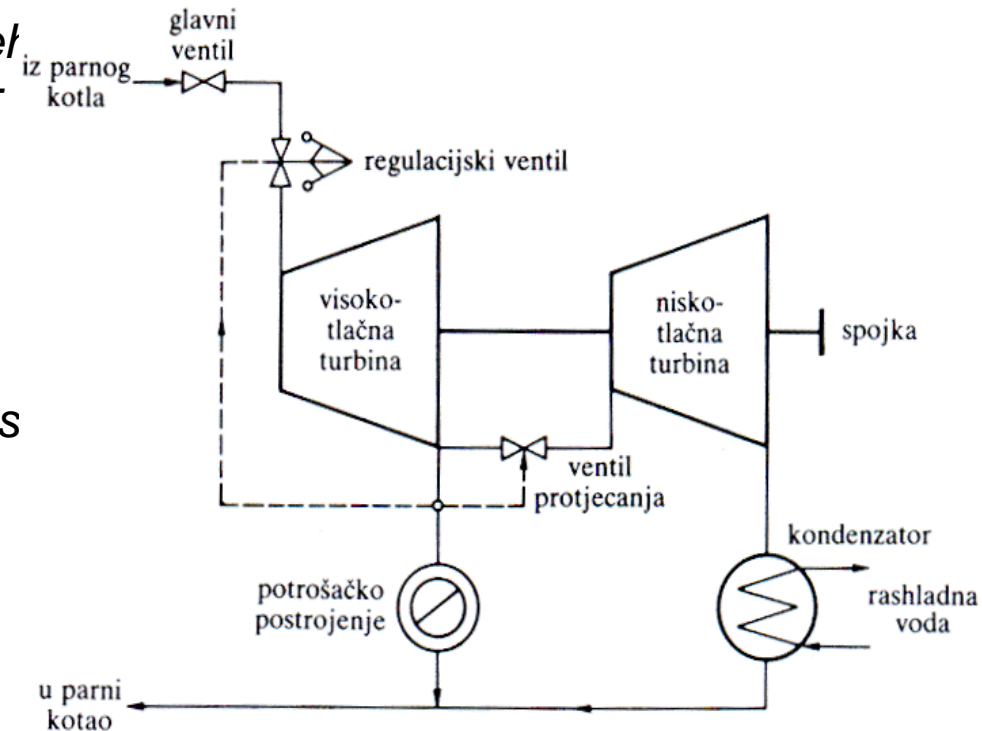 glavni
ventil
iz parnog
kotla
regulacijski ventil
visoko-
tlačna
turbina
nisko-
tlačna
turbina
spojka
ventil
protjecanja
kondenzator
potrošačko
postrojenje
rashladna
voda
u parni
kotao